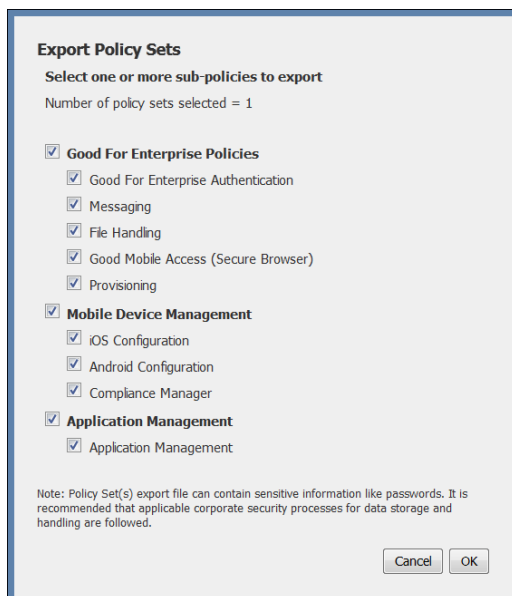 Export Policy Sets
Select one or more sub-policies to export
Number of policy sets selected = 1
Good For Enterprise Policies
Good For Enterprise Authentication
Messaging
File Handling
Good Mobile Access (Secure Browser)
Provisioning
Mobile Device Management
iOS Configuration
Android Configuration
Compliance Manager
Application Management
Application Management
Note: Policy Set(s) export file can contain sensitive information like passwords. It is
recommended that applicable corporate security processes for data storage and
handling are followed.
Cancel OK